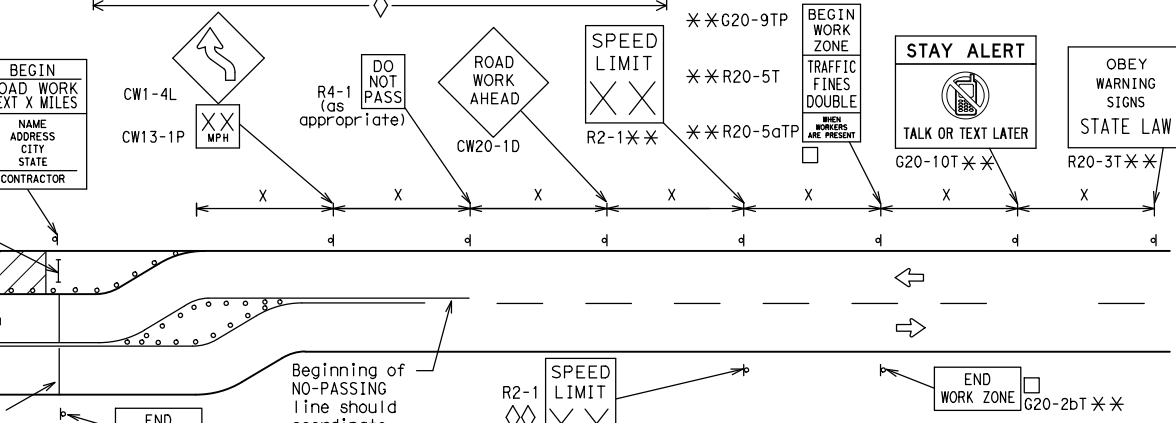 BEGIN
ROAD WORK
NEXT X MILES
NAME
ADDRESS
CITY
STATE
CONTRACTOR
CW1-4L
CW13-1P
X X
MPH
R4-1
(as
appropriate)
DO
NOT
PASS
ROAD
WORK
AHEAD
CW20-1D
SPEED
LIMIT
X X
R2-1**
**G20-9TP
**R20-5T
**R20-5aTP
BEGIN
WORK
ZONE
TRAFFIC
FINES
DOUBLE
WHEN
WORKERS
ARE PRESENT
STAY ALERT
TALK OR TEXT LATER
G20-10T**
OBEY
WARNING
SIGNS
STATE LAW
R20-3T**
X X X X X X X
Beginning of
NO-PASSING
line should
coordinate
R2-1
SPEED
LIMIT
X X
END
WORK ZONE
G20-2bT**
END